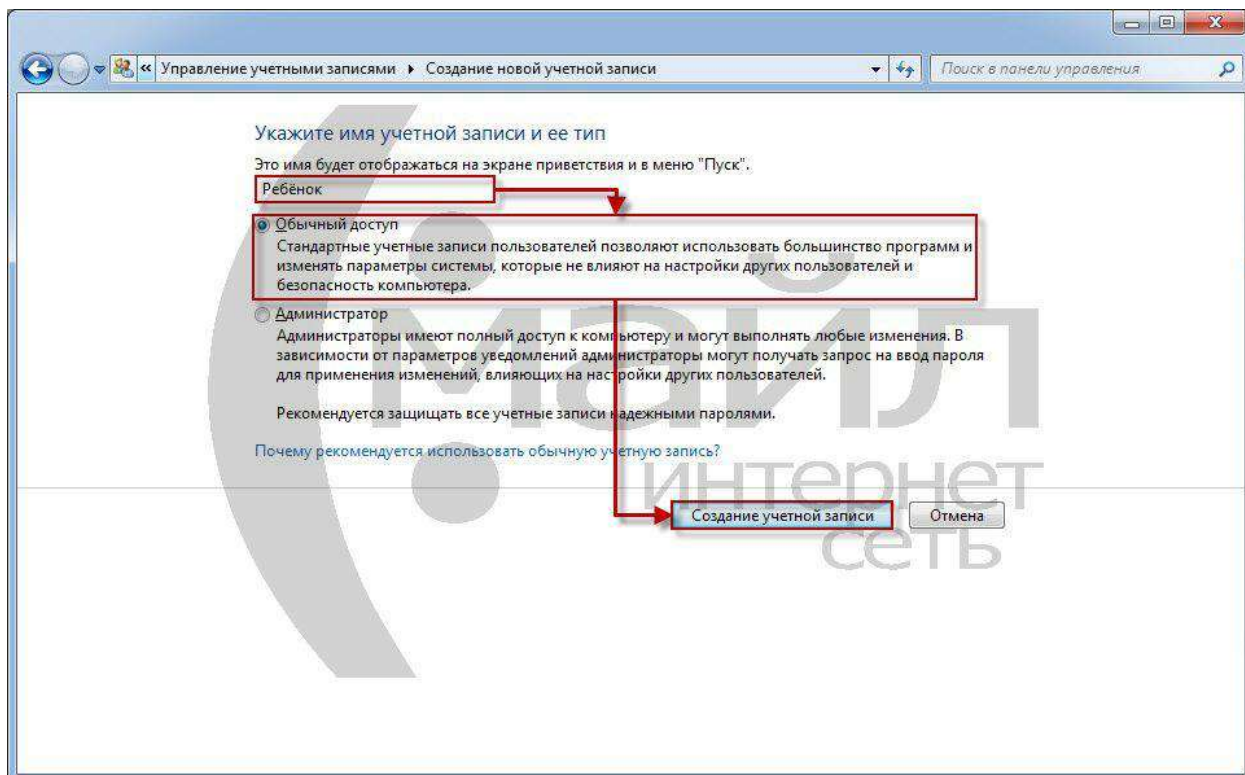 Управление учетными записями Создание новой учетной записи Поиск в панели управления
Укажите имя учетной записи и ее тип
Это имя будет отображаться на экране приветствия и в меню "Пуск".
Ребёнок
Обычный доступ
Стандартные учетные записи пользователей позволяют использовать большинство программ и
изменять параметры системы, которые не влияют на настройки других пользователей и
безопасность компьютера.
Администратор
Администраторы имеют полный доступ к компьютеру и могут выполнять любые изменения. В
зависимости от параметров уведомлений администраторы могут получать запрос на ввод пароля
для применения изменений, влияющих на настройки других пользователей.
Рекомендуется защищать все учетные записи надежными паролями.
Почему рекомендуется использовать обычную учетную запись?
Создание учетной записи Отмена
майл
интернет
сеть